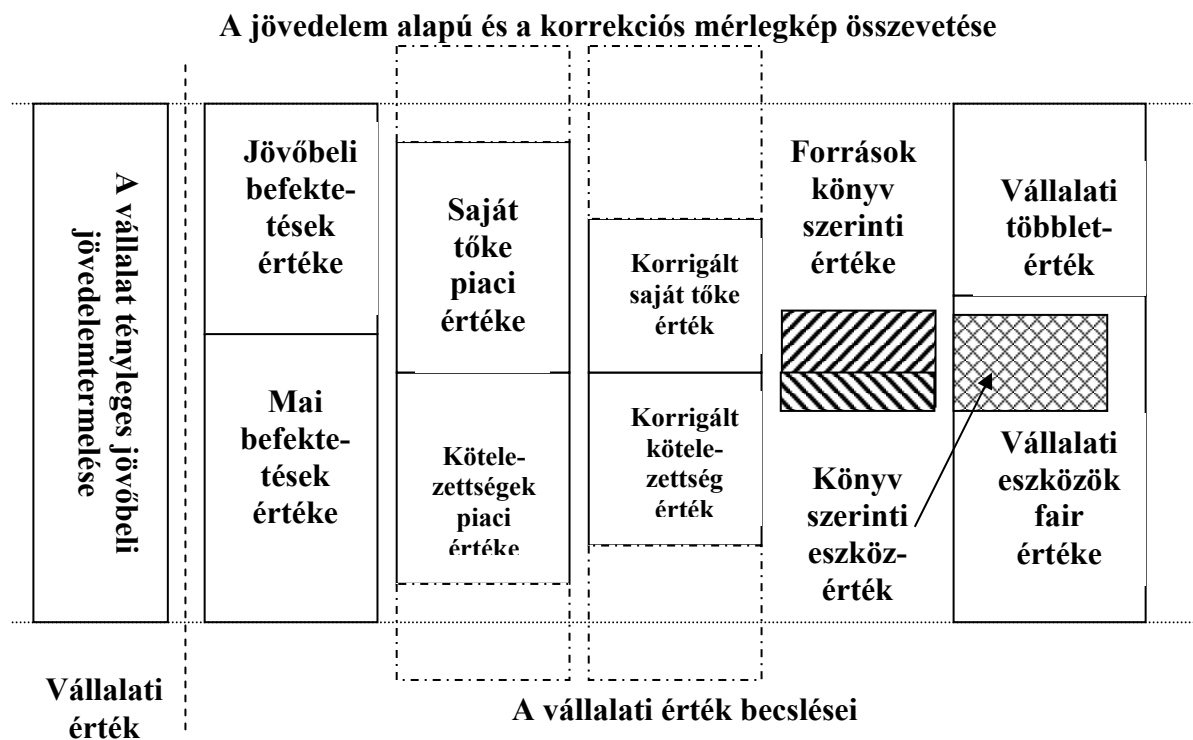 A jövedelem alapú és a korrekciós mérlegkép összevetése
A vállalat tényleges jövőbeli
jövedelemtermelése
Jövőbeli
befekte-
tések
értéke
Mai
befekte-
tések
értéke
Saját
tőke
piaci
értéke
Kötele-
zettségek
piaci
értéke
Korrigált
saját tőke
érték
Korrigált
kötele-
zettség
érték
Források
könyv
szerinti
értéke
Könyv
szerinti
eszköz-
érték
Vállalati
többlet-
érték
Vállalati
eszközök
fair
értéke
Vállalati
érték
A vállalati érték becslései